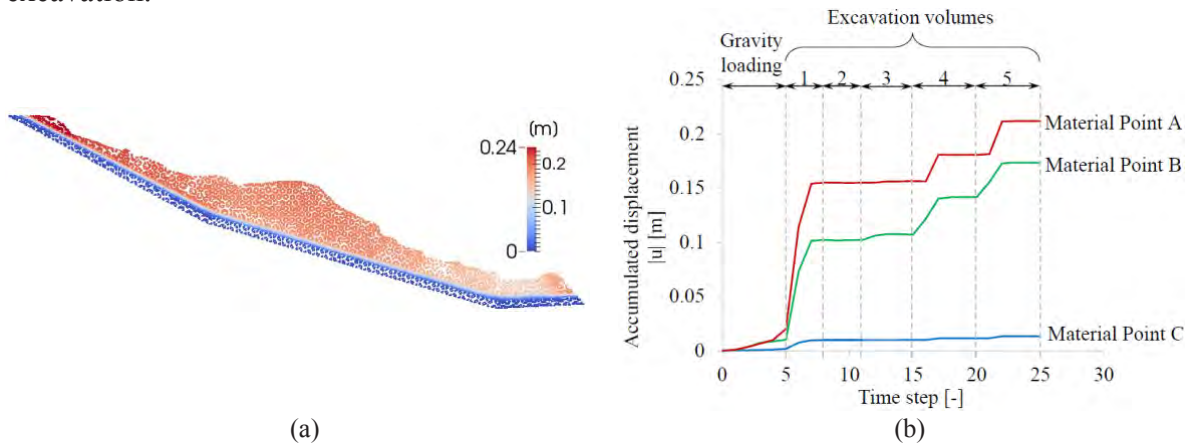 excavation.
(m)
0.24
0.2
0.1
0
(a)
Excavation volumes
Gravity
loading
1 2 3 4 5
0.25
0.2
0.15
0.1
0.05
0
Accumulated displacement
|u| [m]
Material Point A
Material Point B
Material Point C
0 5 10 15 20 25 30
Time step [-]
(b)